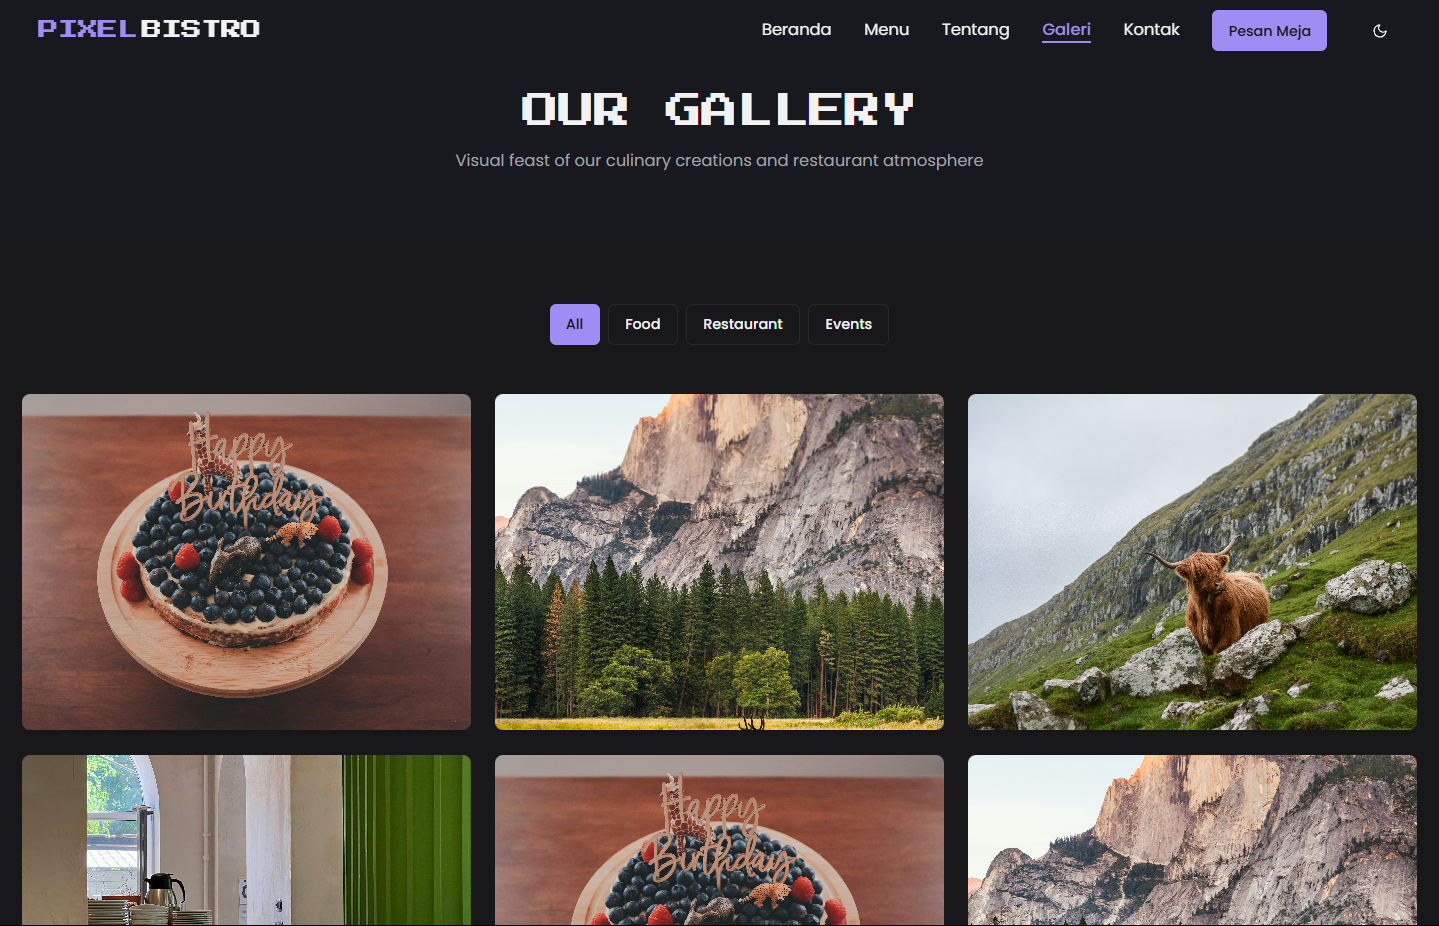 PIXELBISTRO
Beranda Menu Tentang Galeri Kontak Pesan Meja
OUR GALLERY
Visual feast of our culinary creations and restaurant atmosphere
All Food Restaurant Events
Happy
Birthday
Happy
Birthday